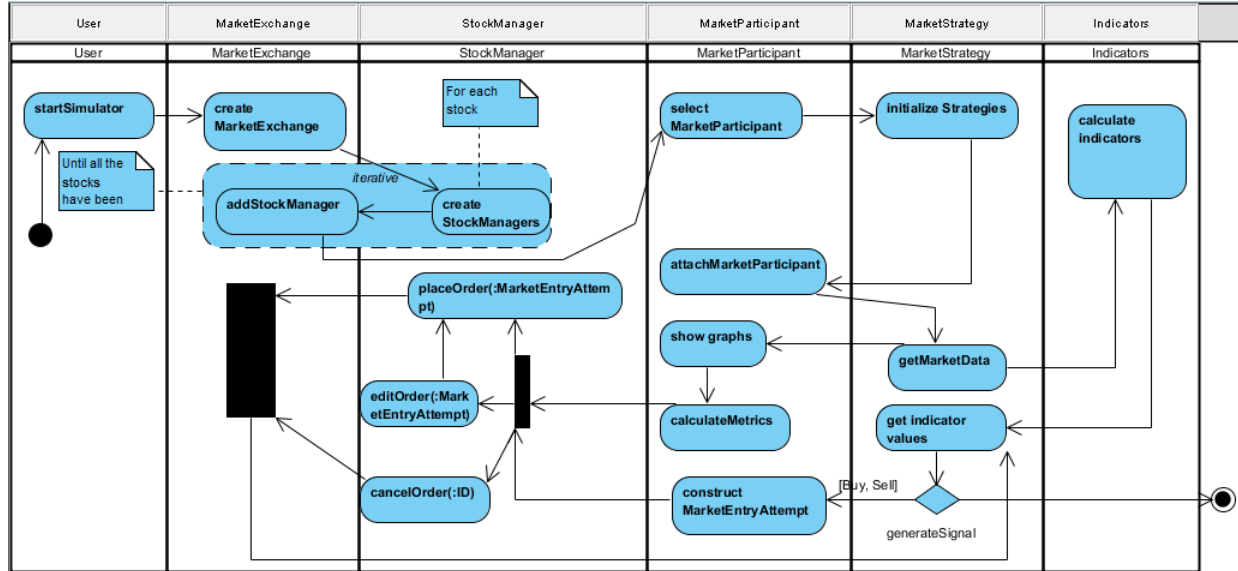 User
MarketExchange
StockManager
MarketParticipant
MarketStrategy
Indicators
User
MarketExchange
StockManager
MarketParticipant
MarketStrategy
Indicators
startSimulator
create
MarketExchange
For each
stock
select
MarketParticipant
initialize Strategies
calculate
indicators
Until all the
stocks
have been
iterative
addStockManager
create
StockManagers
attachMarketParticipant
placeOrder(:MarketEntryAttem
pt)
show graphs
getMarketData
editOrder(:Mar
ketEntryAttempt)
calculateMetrics
get indicator
values
cancelOrder(:ID)
construct
MarketEntryAttempt
[Buy, Sell]
generateSignal